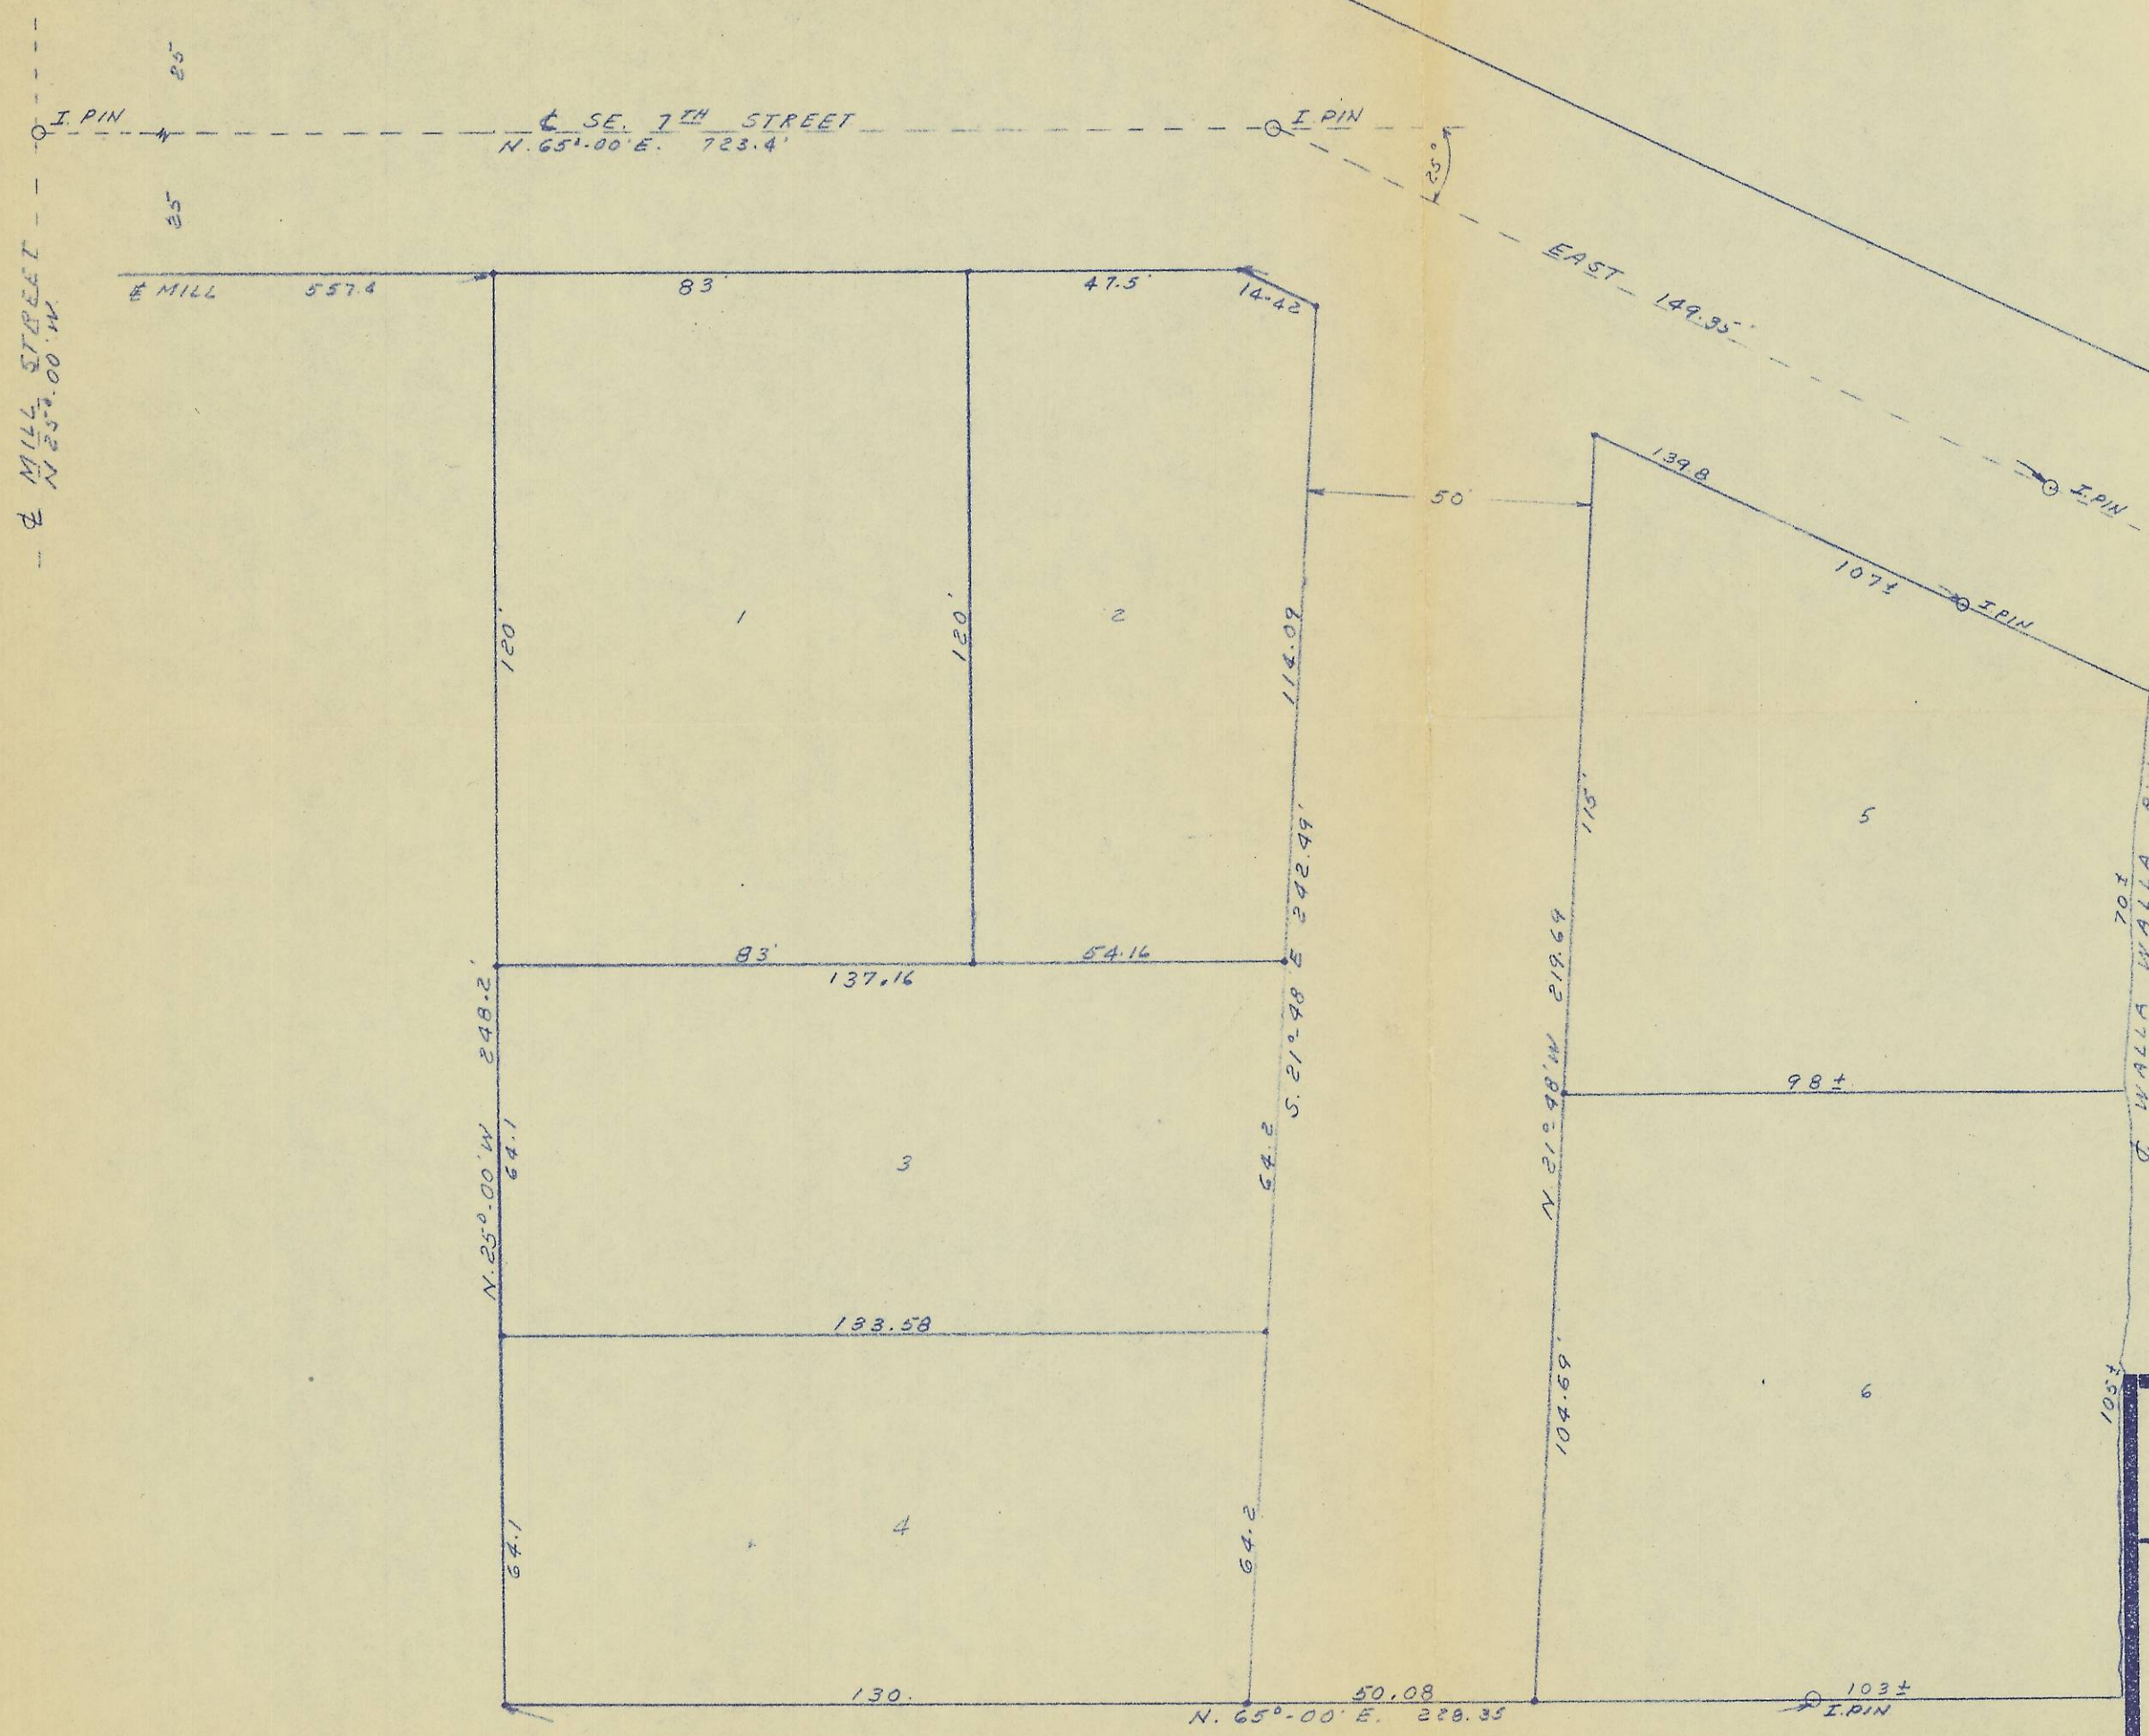 25
I. PIN
℄ SE. 7TH STREET
N. 65°-00' E. 723.4'
I. PIN
25°
25
EAST 149.35'
℄ MILL STREET
N 25°-00' W.
℄ MILL 557.4
83'
47.5'
14.42
139.8
I. PIN
50'
107±
I. PIN
120'
1
120'
2
114.09
115'
5
70±
WALLA WALLA
83'
54.16
137.16
S. 21°-48' E 242.49'
N. 21°-48' W 219.69
98±
N. 25°-00' W 248.2'
64.1
3
64.2
133.58
104.69'
6
105±
64.1
4
64.2
130.
50.08
103±
N. 65°-00' E. 228.35
I. PIN